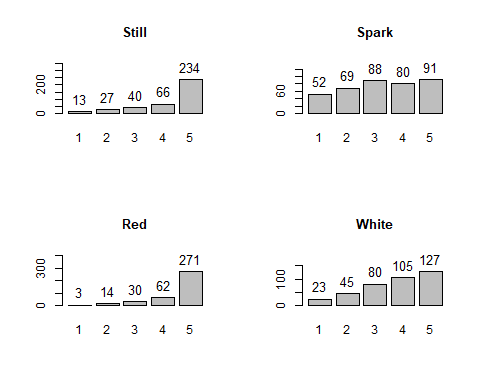 Still
0 200
13 27 40 66 234
1 2 3 4 5
Spark
0 60
52 69 88 80 91
1 2 3 4 5
Red
0 300
3 14 30 62 271
1 2 3 4 5
White
0 100
23 45 80 105 127
1 2 3 4 5